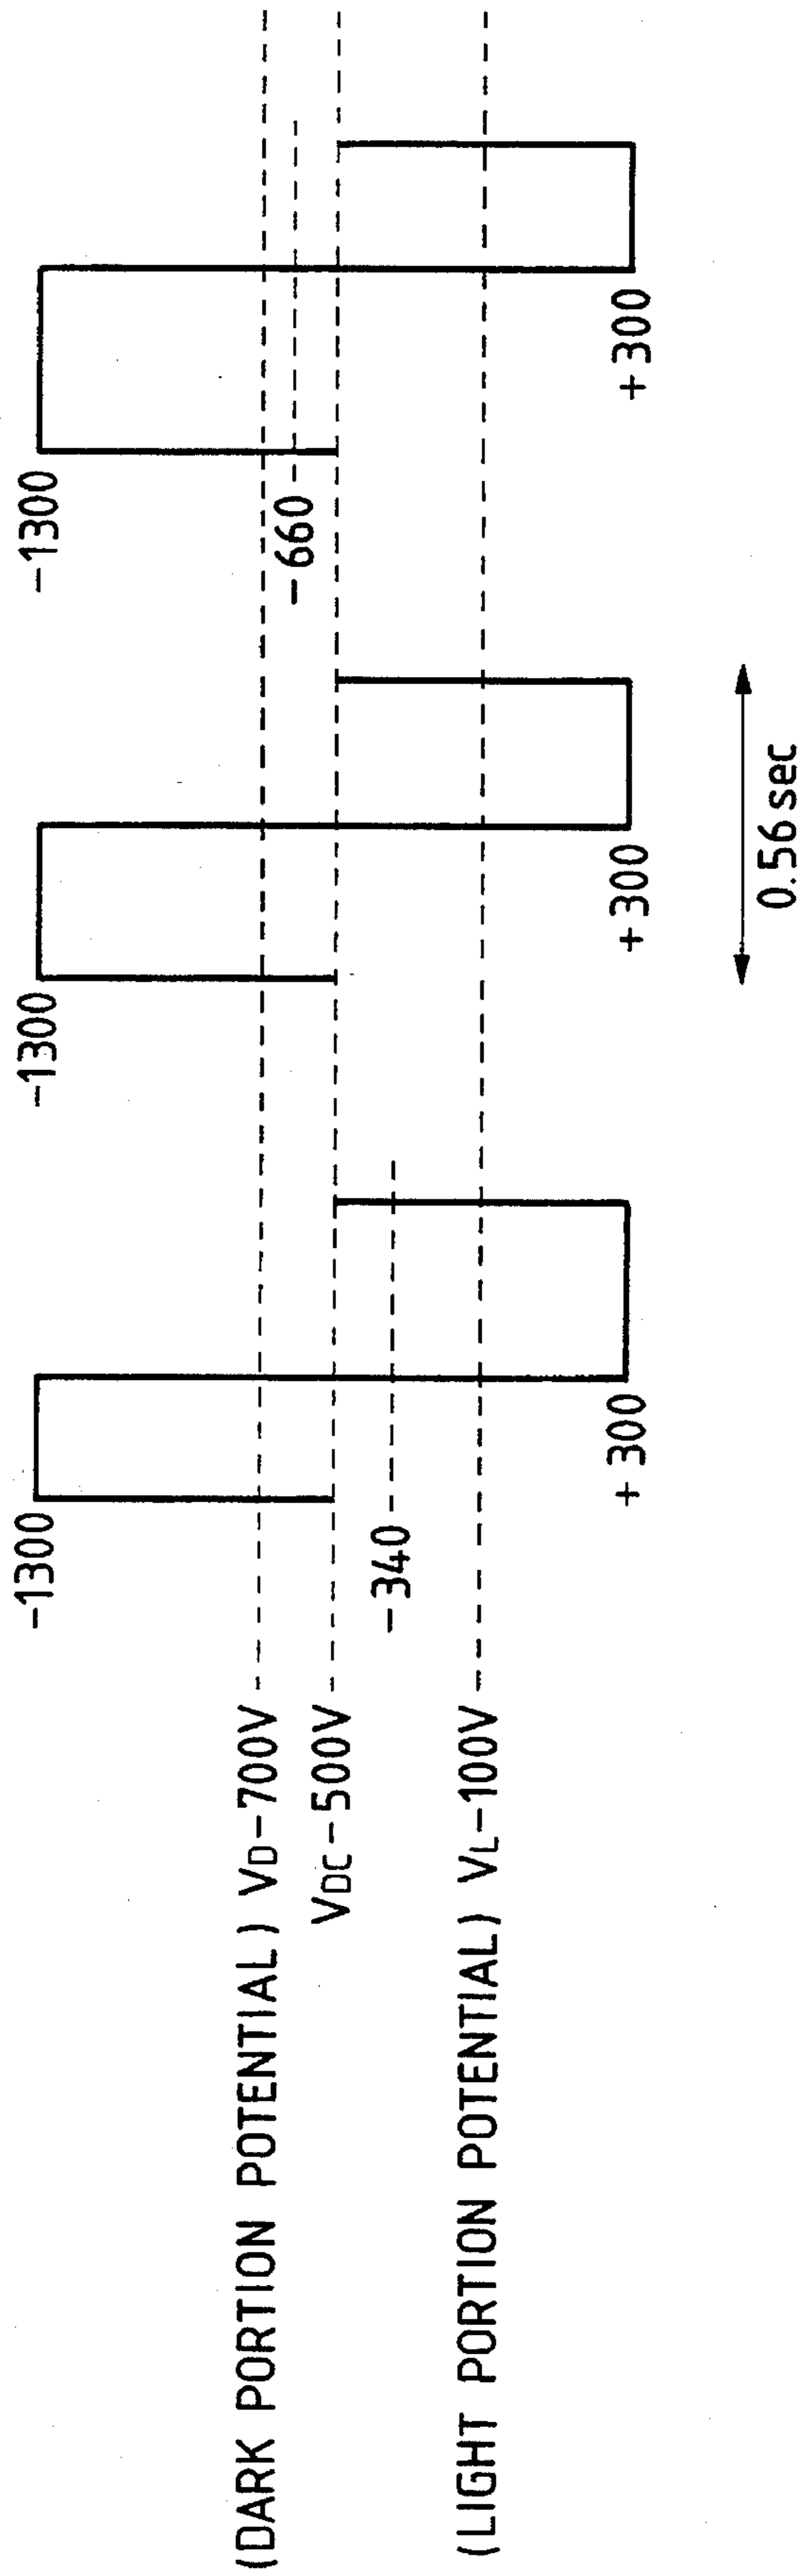 -1300
-1300
-1300
(DARK PORTION POTENTIAL) VD-700V
-660
VDC-500V
-340
(LIGHT PORTION POTENTIAL) VL-100V
+300
+300
+300
0.56 sec